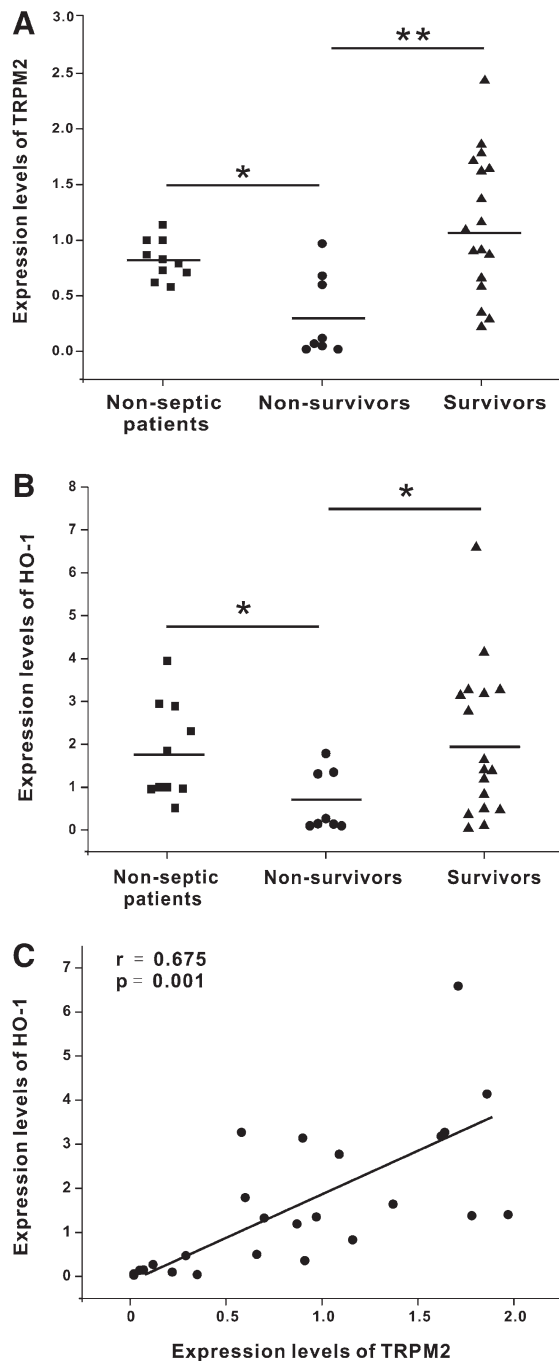 A
Expression levels of TRPM2
3.0
2.5
2.0
1.5
1.0
0.5
0.0
**
*
Non-septic
patients
Non-survivors
Survivors
B
Expression levels of HO-1
8
7
6
5
4
3
2
1
0
*
*
Non-septic
patients
Non-survivors
Survivors
C
r = 0.675
p = 0.001
Expression levels of HO-1
7
6
5
4
3
2
1
0
0 0.5 1.0 1.5 2.0
Expression levels of TRPM2